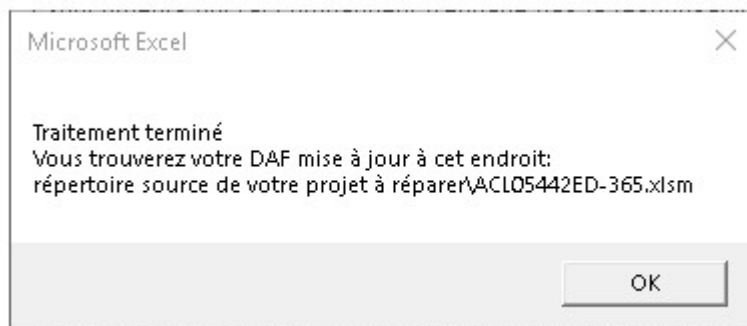 Microsoft Excel
Traitement terminé
Vous trouverez votre DAF mise à jour à cet endroit:
répertoire source de votre projet à réparer\ACL05442ED-365.xlsm
OK